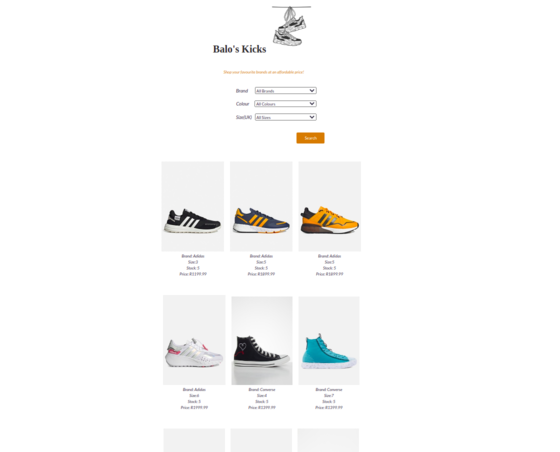 Balo's Kicks
Shop your favourite brands at an affordable price!
Brand All Brands
Colour All Colours
Size(UK) All Sizes
Search
Brand: Adidas Brand: Adidas Brand: Adidas
Size:3 Size:5 Size:5
Stock: 5 Stock: 5 Stock: 5
Price: R1199.99 Price: R1899.99 Price: R1899.99
Brand: Adidas Brand: Converse Brand: Converse
Size:6 Size:6 Size:7
Stock: 5 Stock: 5 Stock: 5
Price: R1999.99 Price: R1399.99 Price: R1399.99